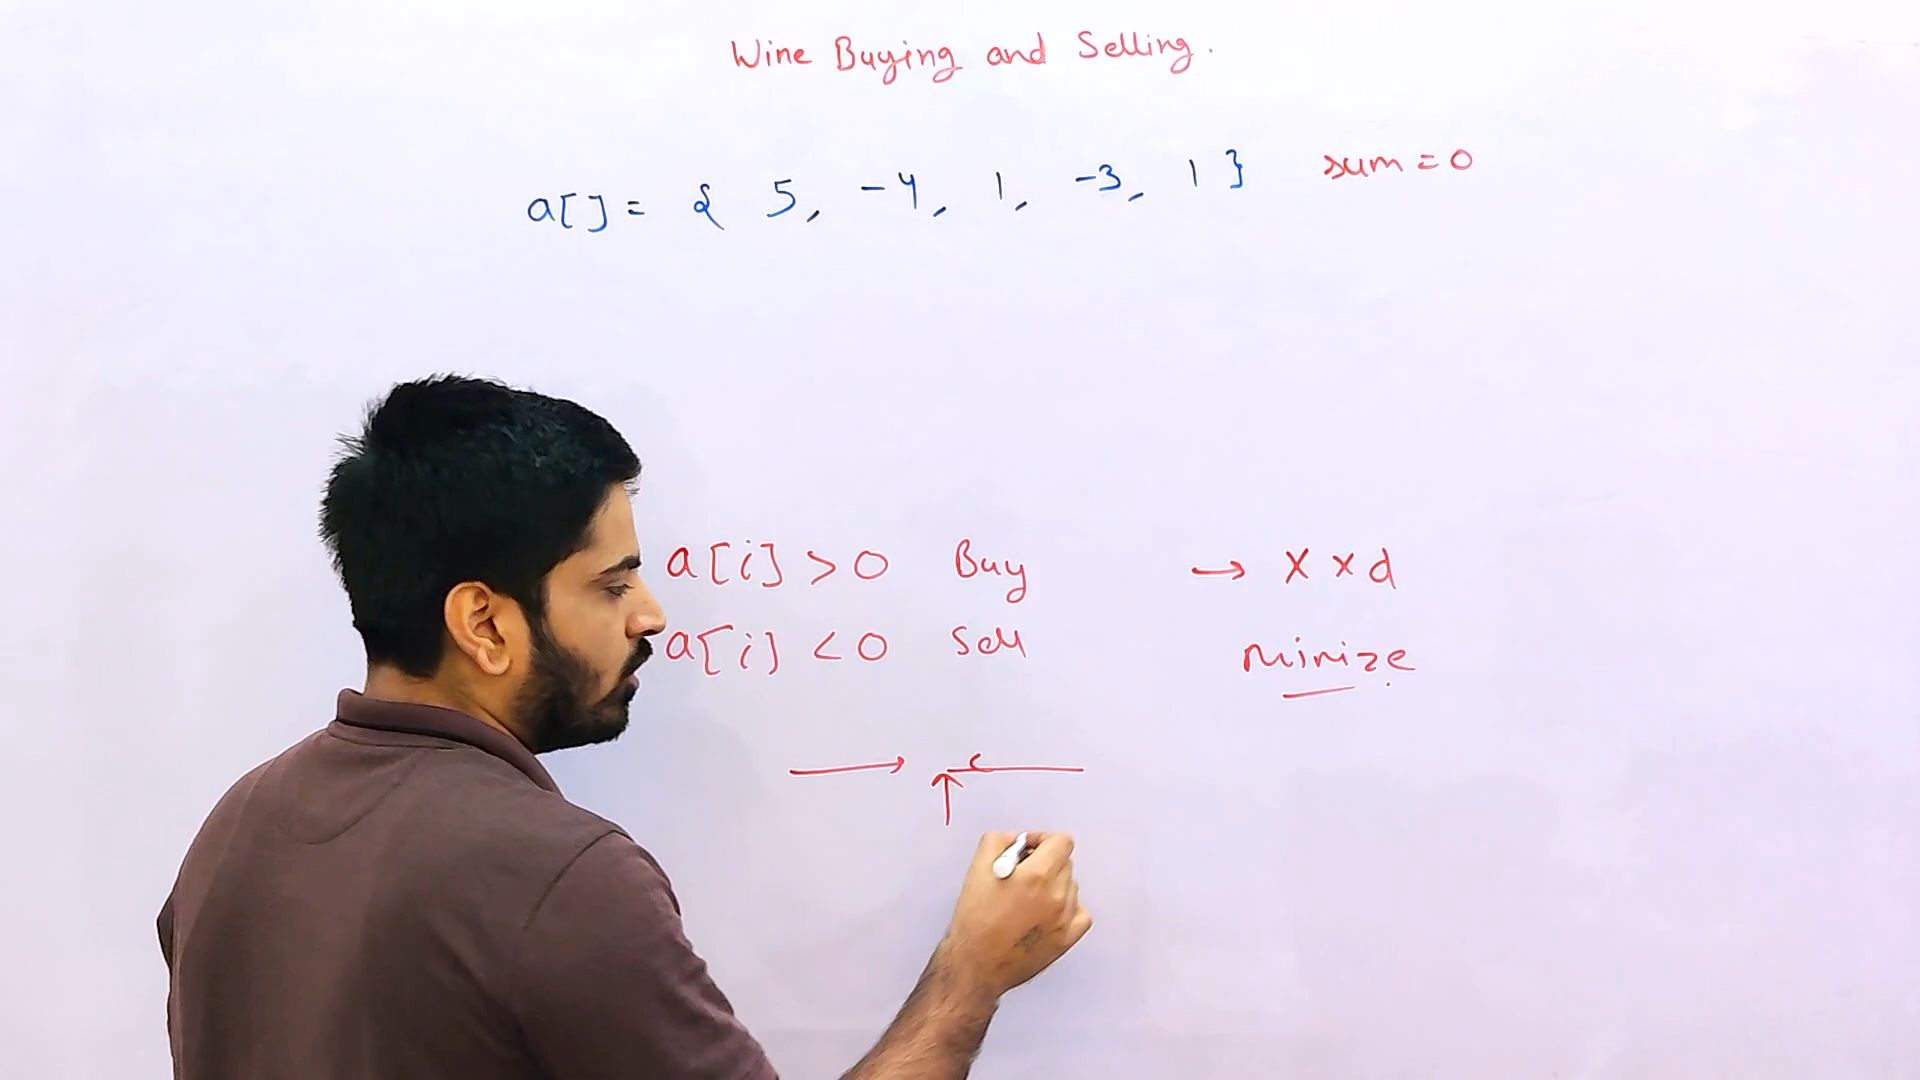 Wine Buying and Selling.
a[] = { 5, -4, 1, -3, 1 } sum = 0
a[i] > 0 Buy → X × d
a[i] < 0 Sell Minize